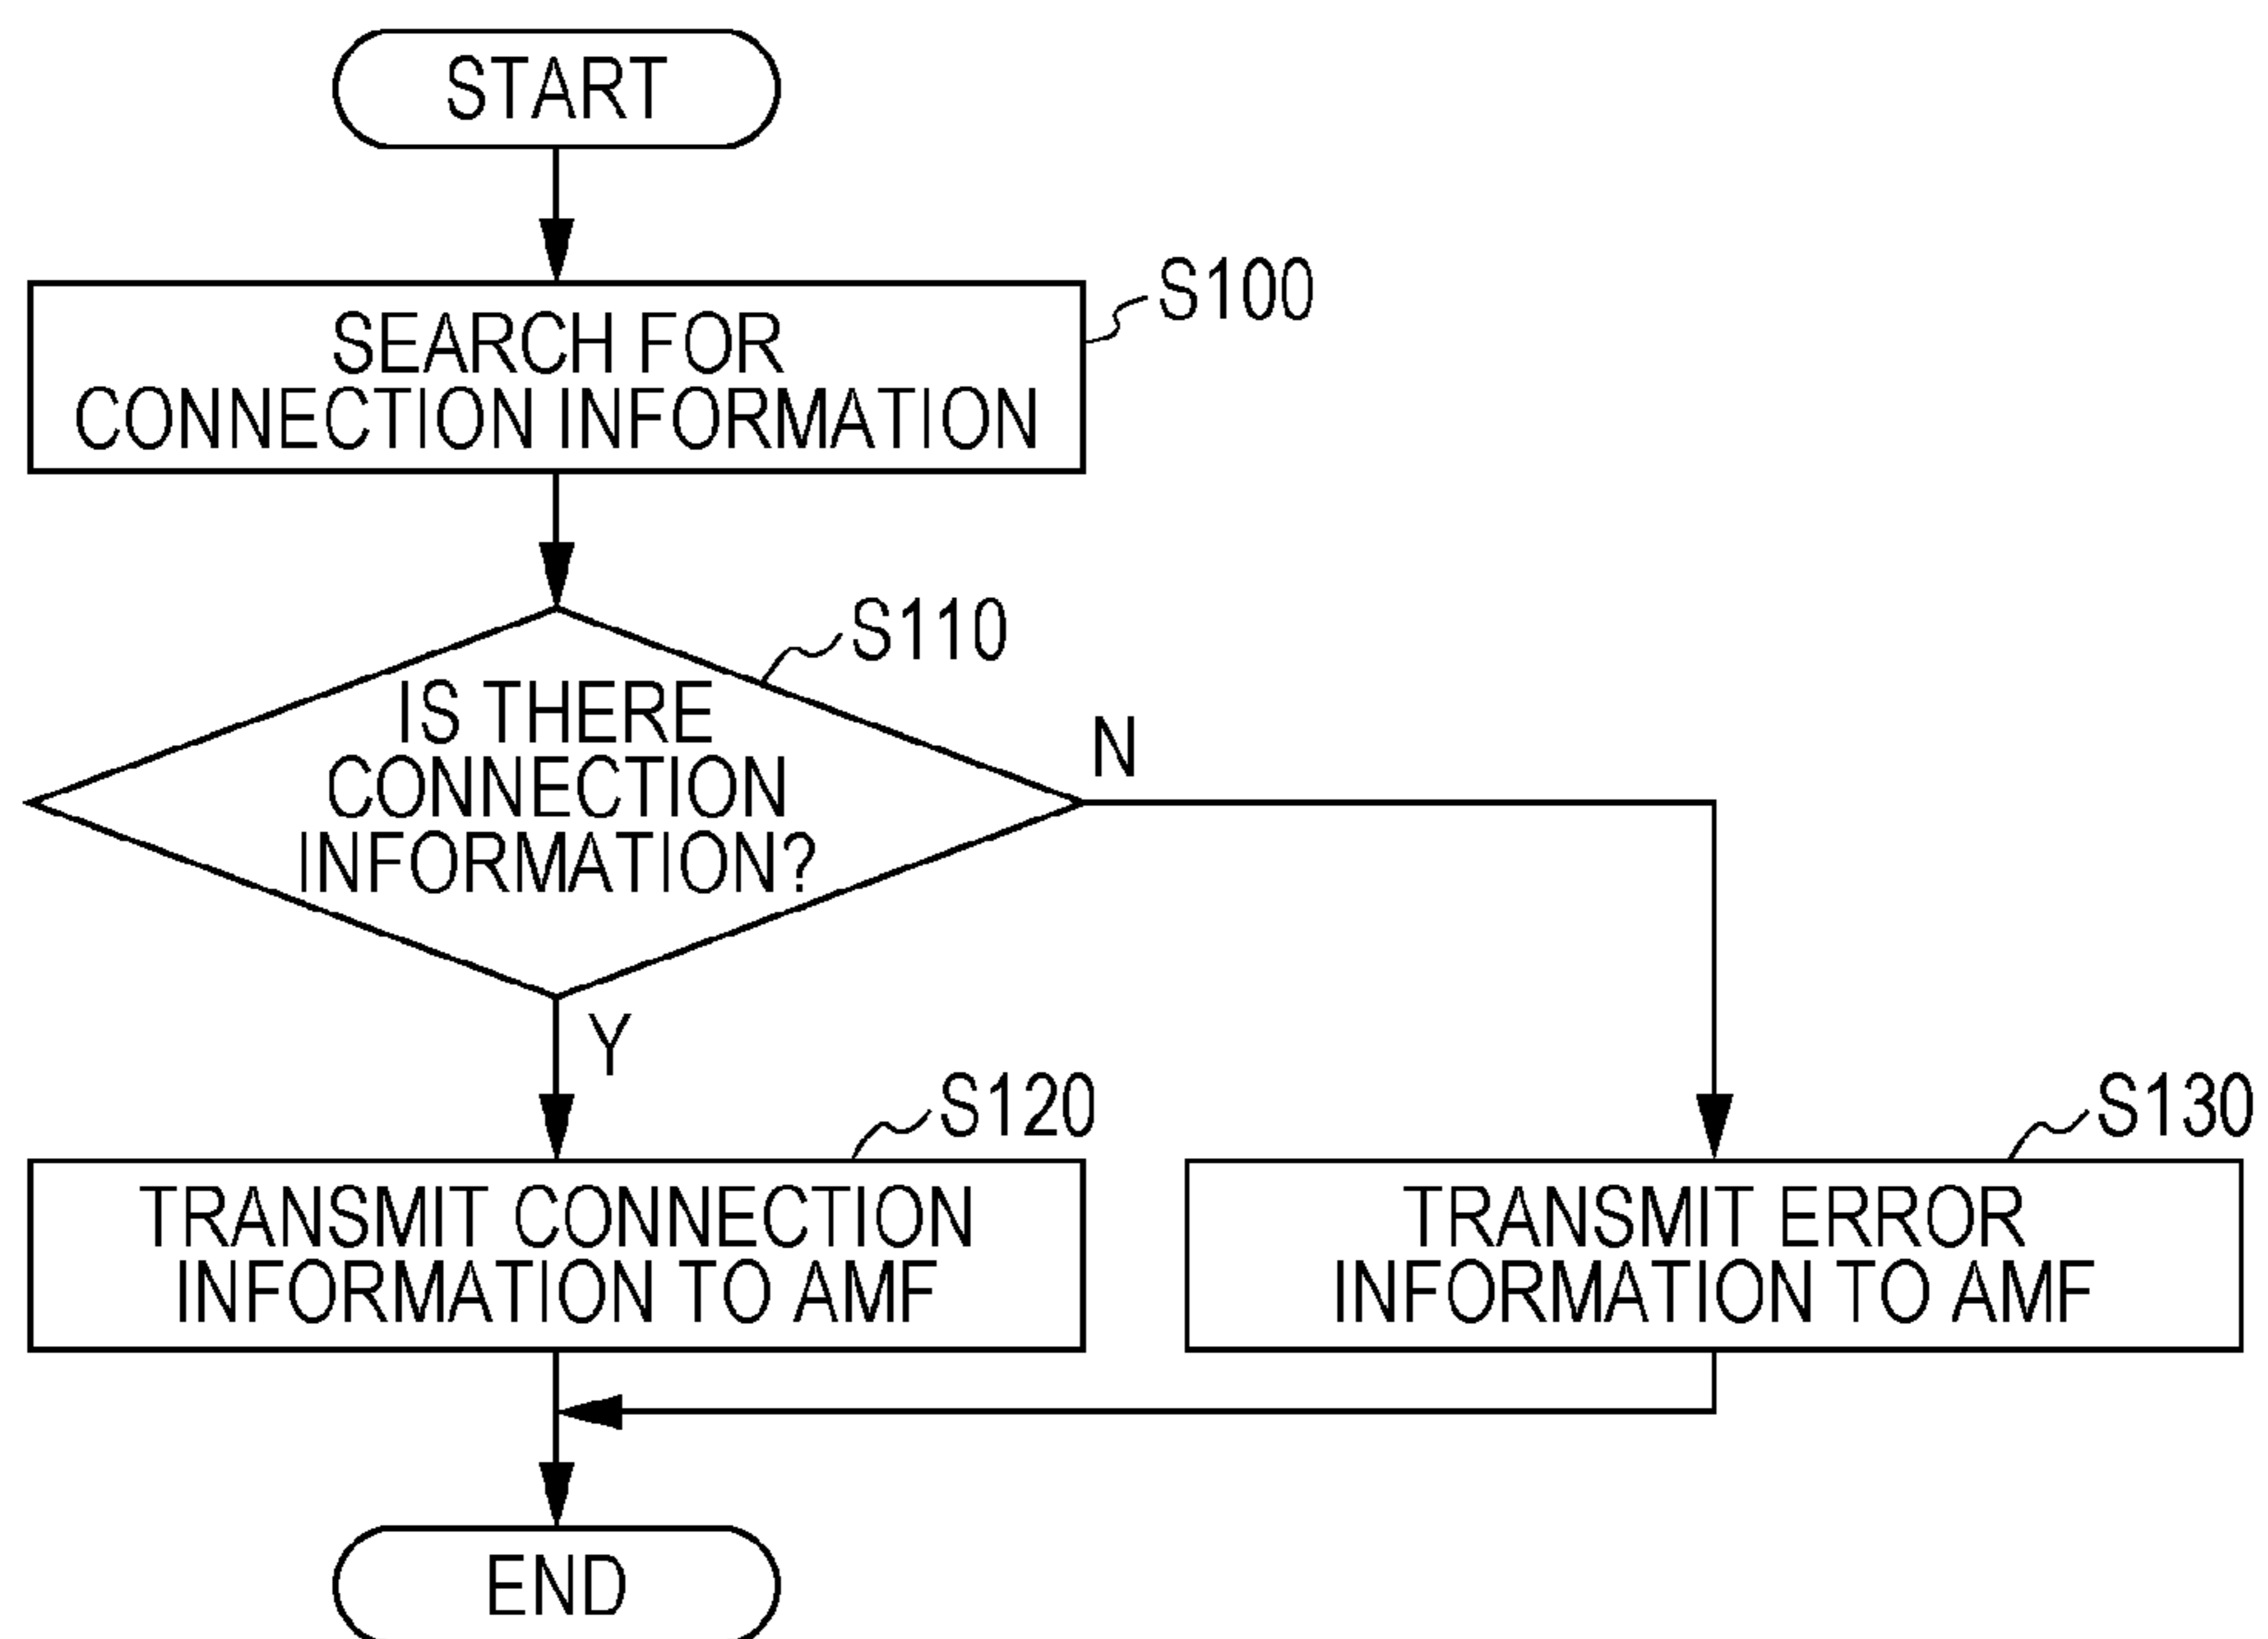 START
S100
SEARCH FOR
CONNECTION INFORMATION
S110
IS THERE
CONNECTION
INFORMATION?
N
Y
S120
TRANSMIT CONNECTION
INFORMATION TO AMF
S130
TRANSMIT ERROR
INFORMATION TO AMF
END